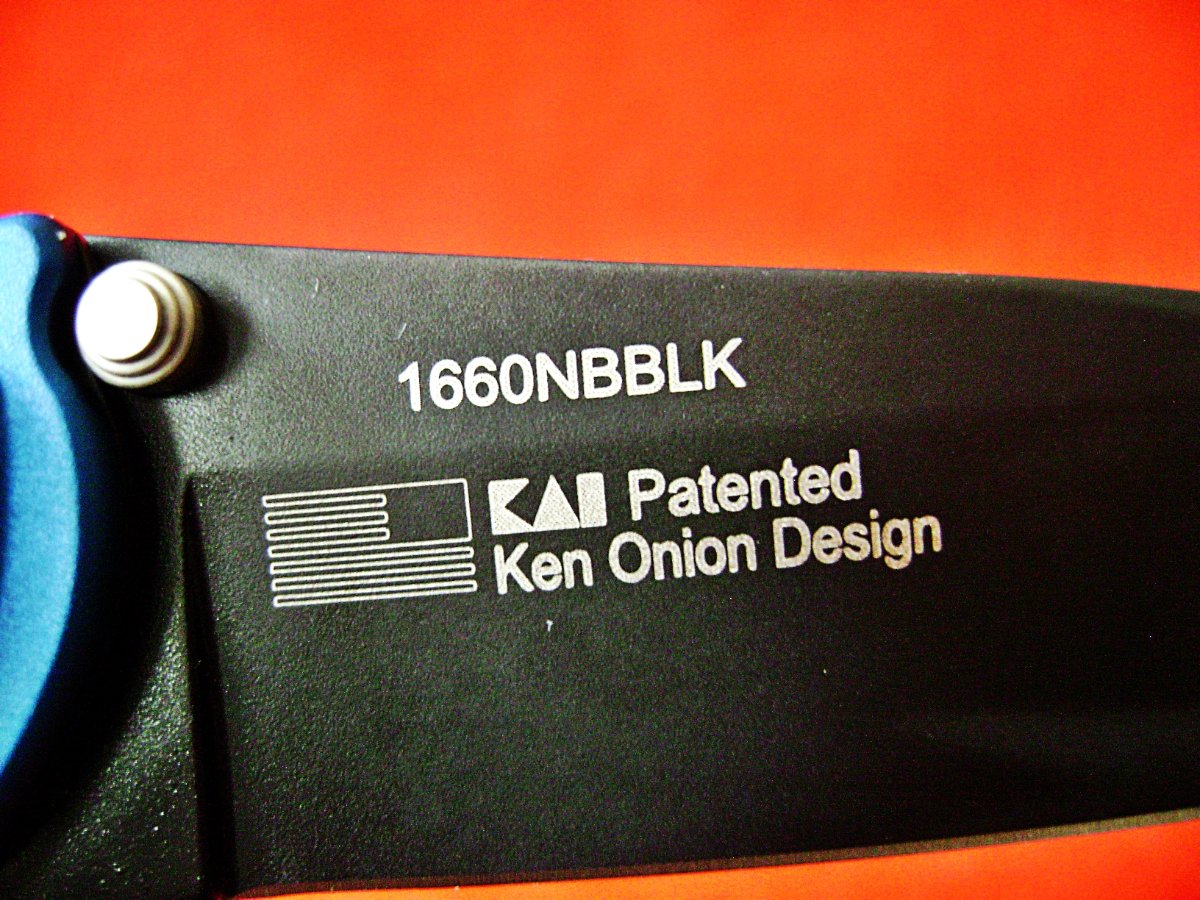 1660NBBLK
KAI Patented
Ken Onion Design